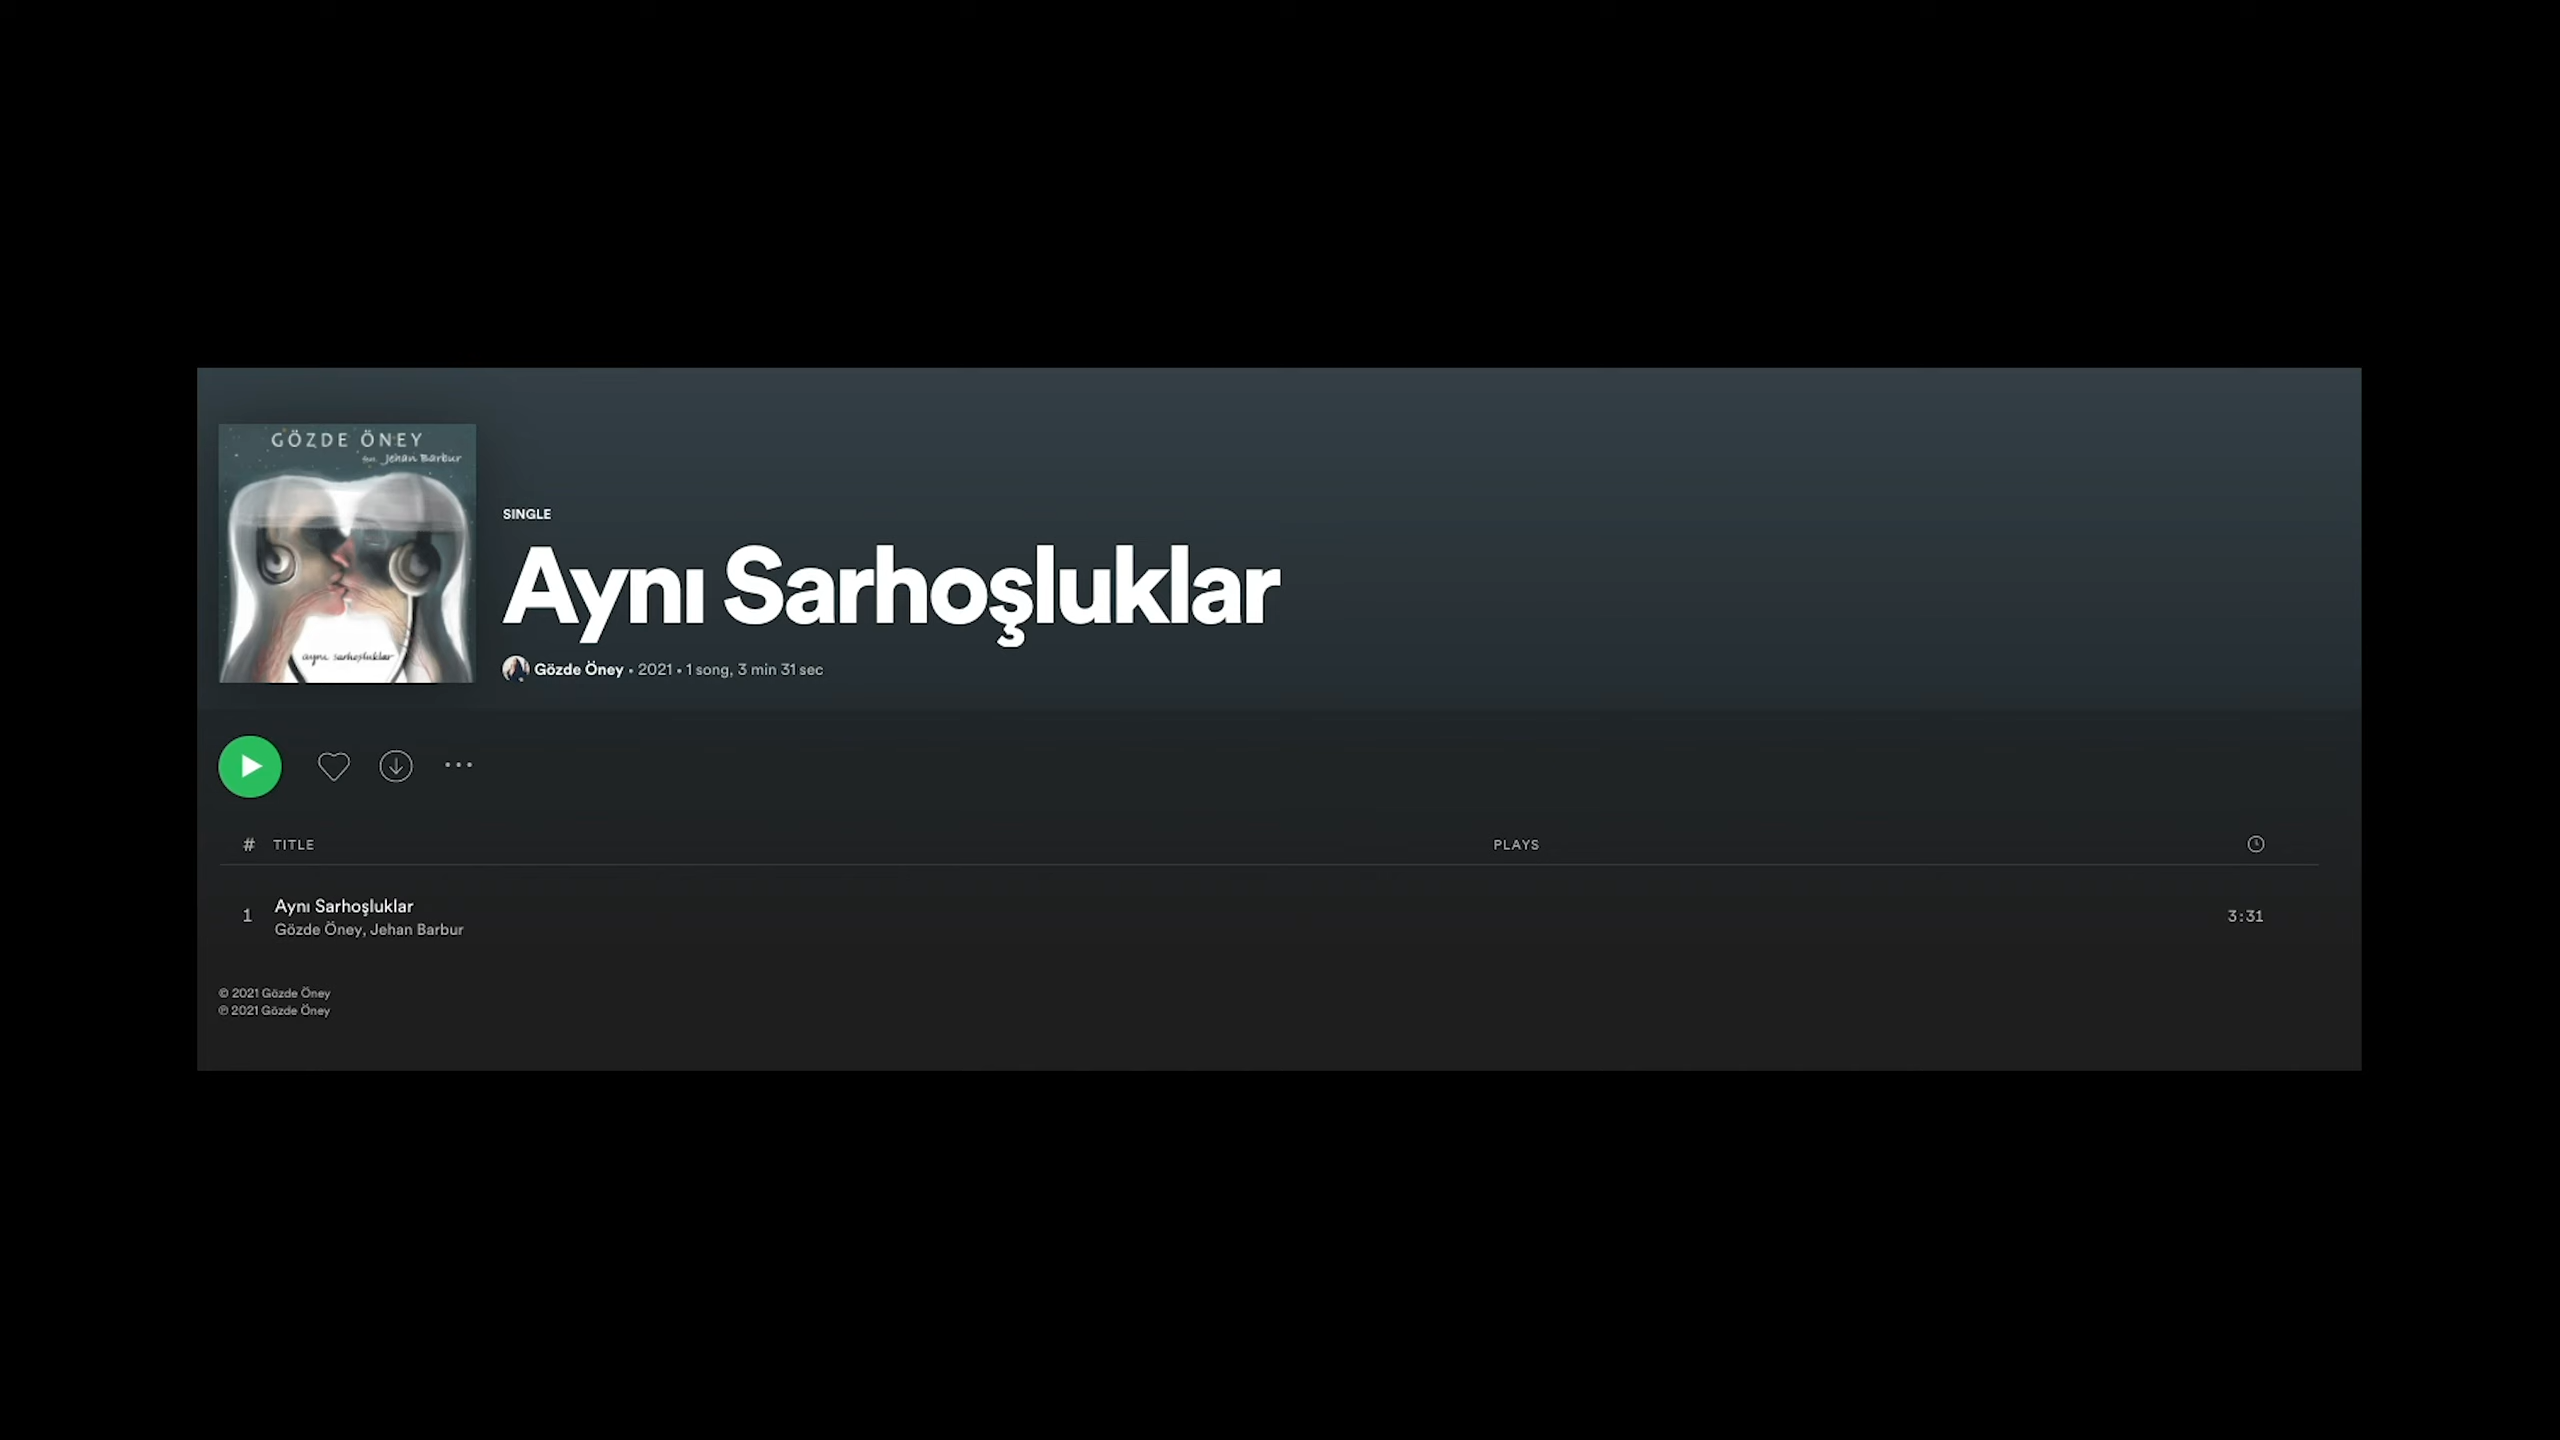 GÖZDE ÖNEY
feat. Jehan Barbur
aynı sarhoşluklar
SINGLE
Aynı Sarhoşluklar
Gözde Öney • 2021 • 1 song, 3 min 31 sec
# TITLE PLAYS
1 Aynı Sarhoşluklar 3:31
Gözde Öney, Jehan Barbur
© 2021 Gözde Öney
℗ 2021 Gözde Öney